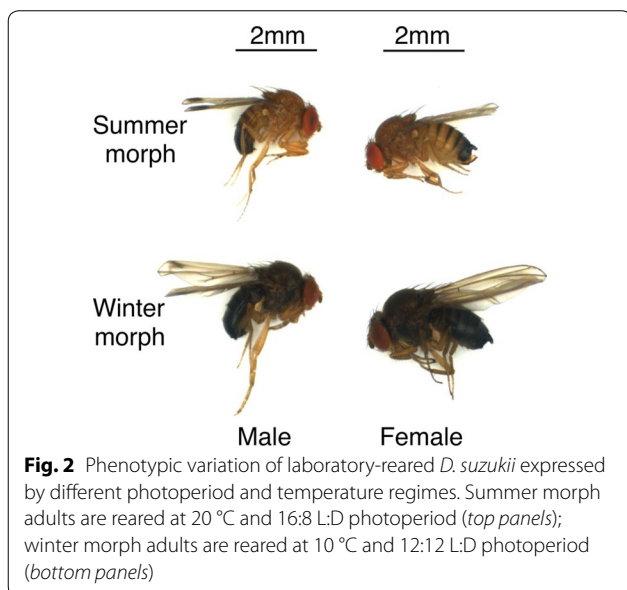 2mm 2mm
Summer
morph
Winter
morph
Male Female
Fig. 2 Phenotypic variation of laboratory-reared D. suzukii expressed
by different photoperiod and temperature regimes. Summer morph
adults are reared at 20 °C and 16:8 L:D photoperiod (top panels);
winter morph adults are reared at 10 °C and 12:12 L:D photoperiod
(bottom panels)